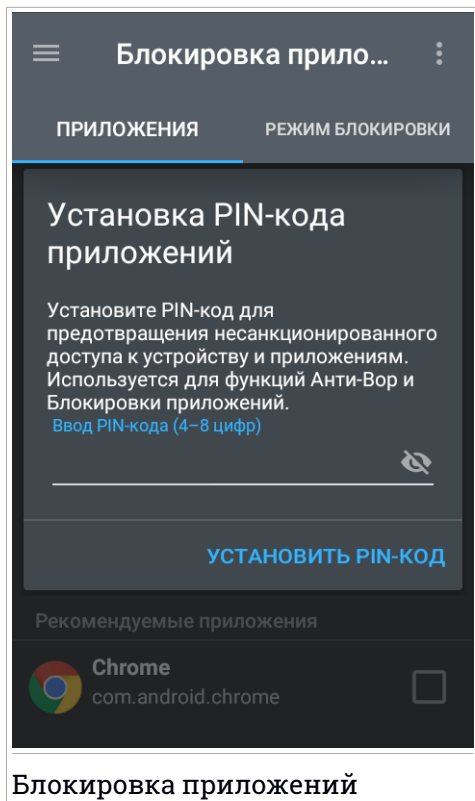 Блокировка прило...
ПРИЛОЖЕНИЯ
РЕЖИМ БЛОКИРОВКИ
Установка PIN-кода
приложений
Установите PIN-код для
предотвращения несанкционированного
доступа к устройству и приложениям.
Используется для функций Анти-Вор и
Блокировки приложений.
Ввод PIN-кода (4–8 цифр)
УСТАНОВИТЬ PIN-КОД
Рекомендуемые приложения
Chrome
com.android.chrome
Блокировка приложений